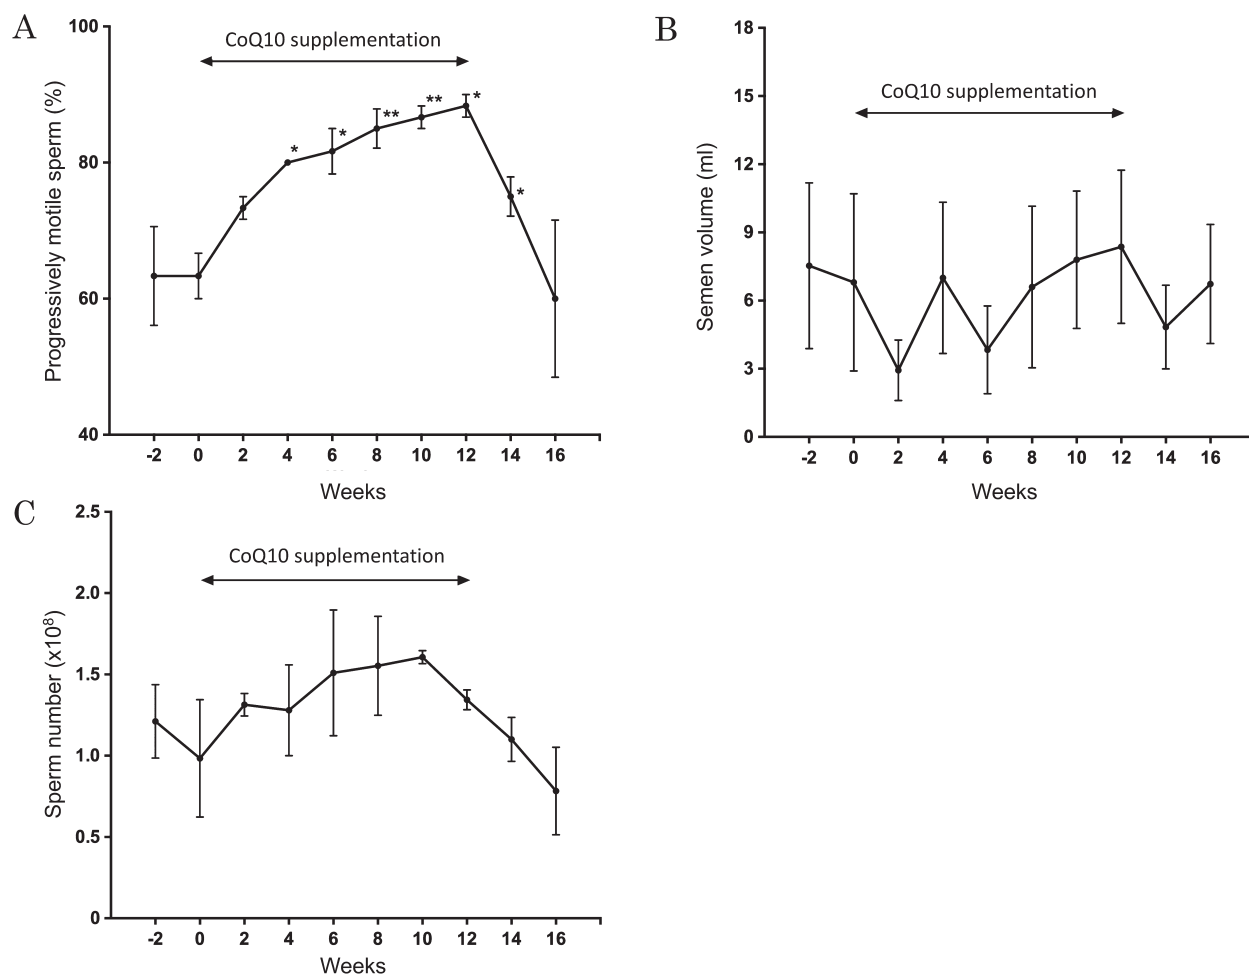 A
100
CoQ10 supplementation
80
60
40
Progressively motile sperm (%)
*
*
**
**
*
*
-2 0 2 4 6 8 10 12 14 16
Weeks
B
18
15
12
9
6
3
0
CoQ10 supplementation
Semen volume (ml)
-2 0 2 4 6 8 10 12 14 16
Weeks
C
2.5
2.0
1.5
1.0
0.5
0
CoQ10 supplementation
Sperm number (x10⁸)
-2 0 2 4 6 8 10 12 14 16
Weeks